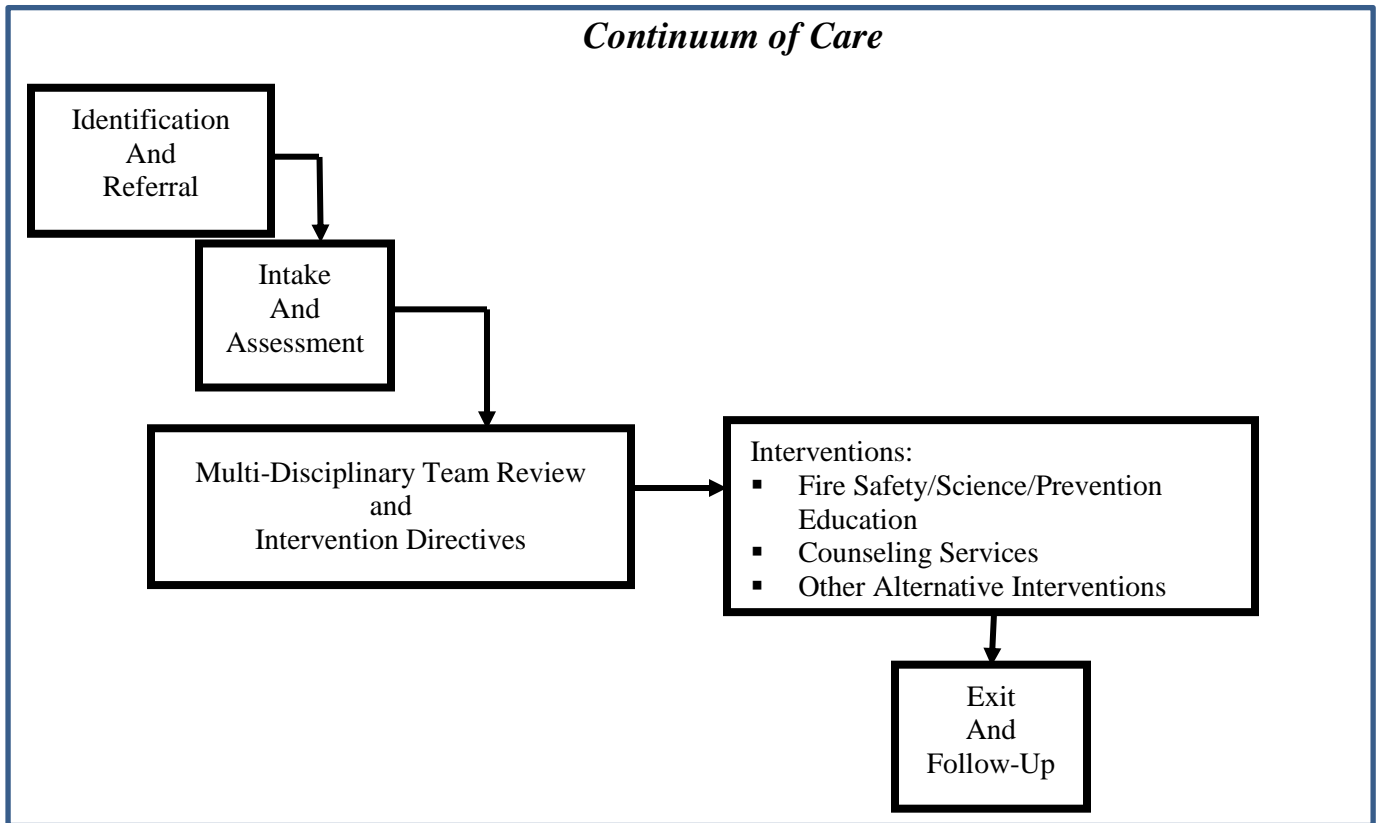 Continuum of Care
Identification
And
Referral
Intake
And
Assessment
Multi-Disciplinary Team Review
and
Intervention Directives
Interventions:
▪ Fire Safety/Science/Prevention
Education
▪ Counseling Services
▪ Other Alternative Interventions
Exit
And
Follow-Up